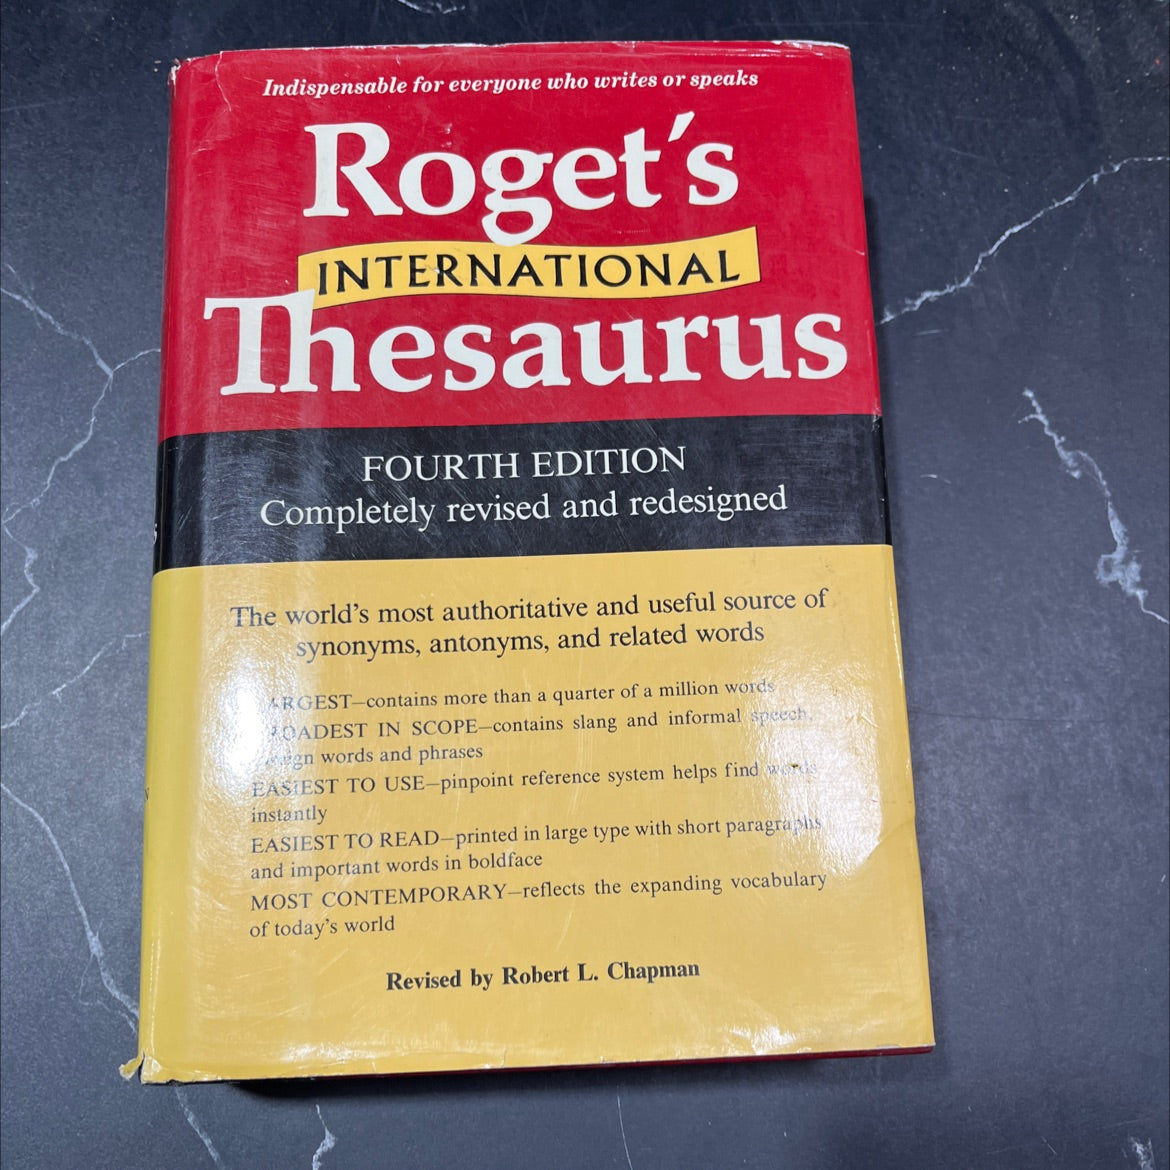 Indispensable for everyone who writes or speaks
Roget's
INTERNATIONAL
Thesaurus
FOURTH EDITION
Completely revised and redesigned
The world's most authoritative and useful source of
synonyms, antonyms, and related words
LARGEST—contains more than a quarter of a million words
BROADEST IN SCOPE—contains slang and informal speech,
foreign words and phrases
EASIEST TO USE—pinpoint reference system helps find words
instantly
EASIEST TO READ—printed in large type with short paragraphs
and important words in boldface
MOST CONTEMPORARY—reflects the expanding vocabulary
of today's world
Revised by Robert L. Chapman